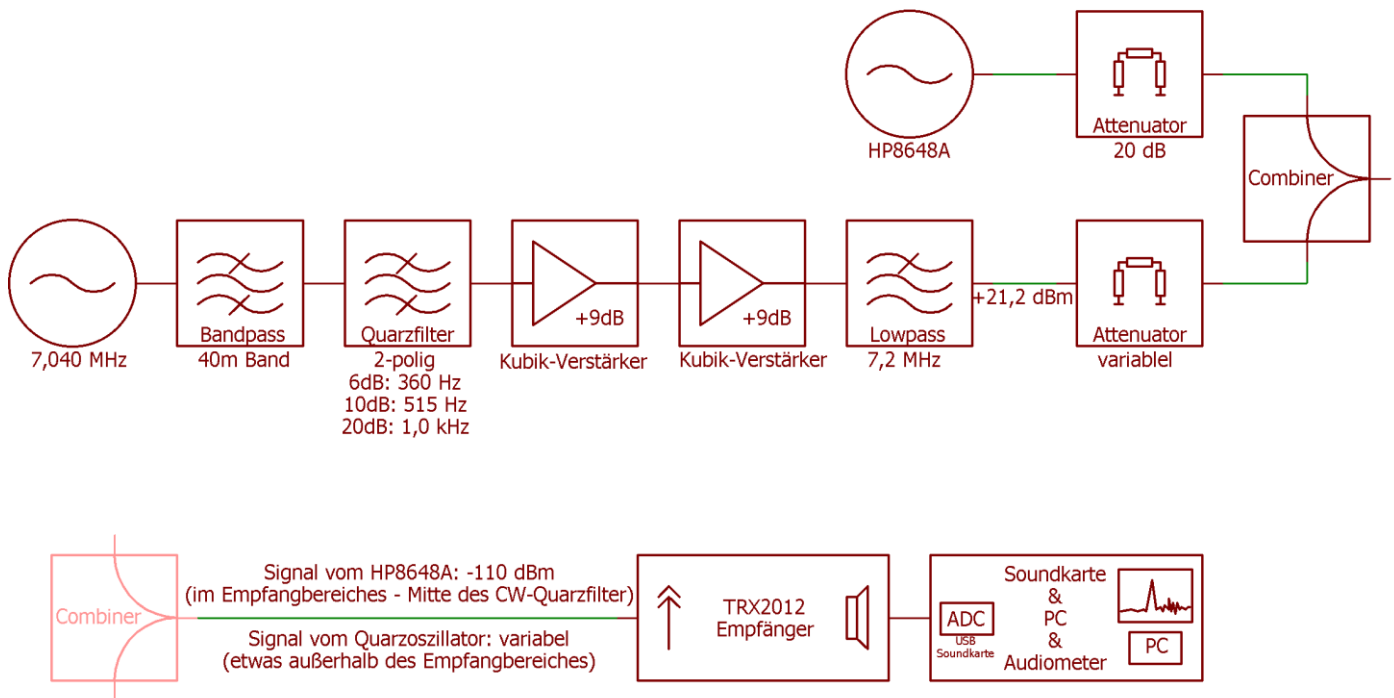 Attenuator
20 dB
HP8648A
Combiner
7,040 MHz
Bandpass
40m Band
Quarzfilter
2-polig
6dB: 360 Hz
10dB: 515 Hz
20dB: 1,0 kHz
+9dB
Kubik-Verstärker
+9dB
Kubik-Verstärker
Lowpass
7,2 MHz
+21,2 dBm
Attenuator
variablel
Combiner
Signal vom HP8648A: -110 dBm
(im Empfangbereiches - Mitte des CW-Quarzfilter)
Signal vom Quarzoszillator: variabel
(etwas außerhalb des Empfangbereiches)
TRX2012
Empfänger
ADC
USB
Soundkarte
Soundkarte
&
PC
&
Audiometer
PC